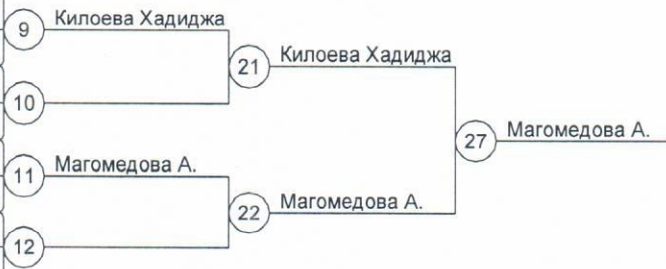 9 Килоева Хадиджа
21 Килоева Хадиджа
10
27 Магомедова А.
11 Магомедова А.
22 Магомедова А.
12